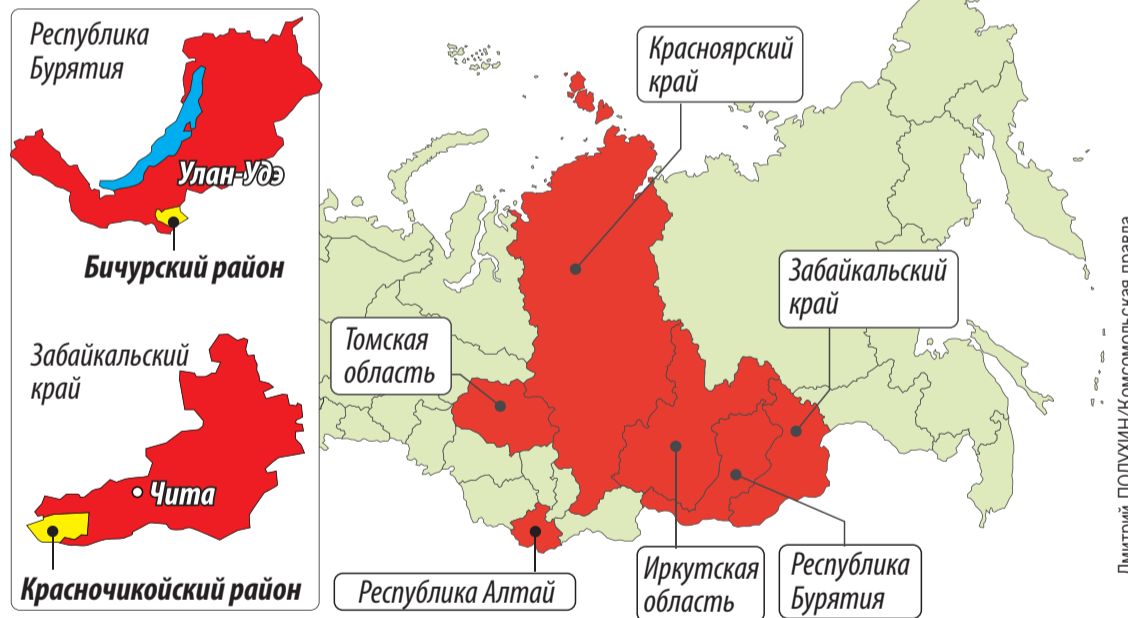 Республика
Бурятия
Улан-Удэ
Бичурский район
Забайкальский
край
Чита
Красночикойский район
Красноярский
край
Забайкальский
край
Томская
область
Республика Алтай
Иркутская
область
Республика
Бурятия
Дмитрий ПОЛУХИН/Комсомольская правда